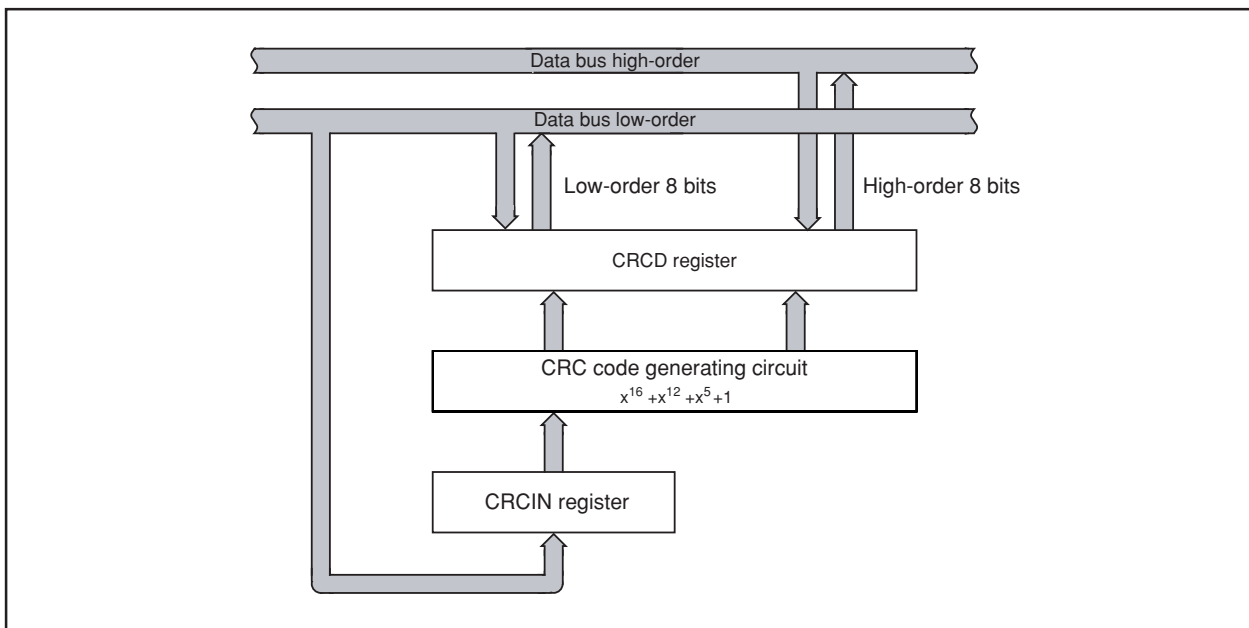 Data bus high-order
Data bus low-order
Low-order 8 bits
High-order 8 bits
CRCD register
CRC code generating circuit
x¹⁶ +x¹² +x⁵ +1
CRCIN register